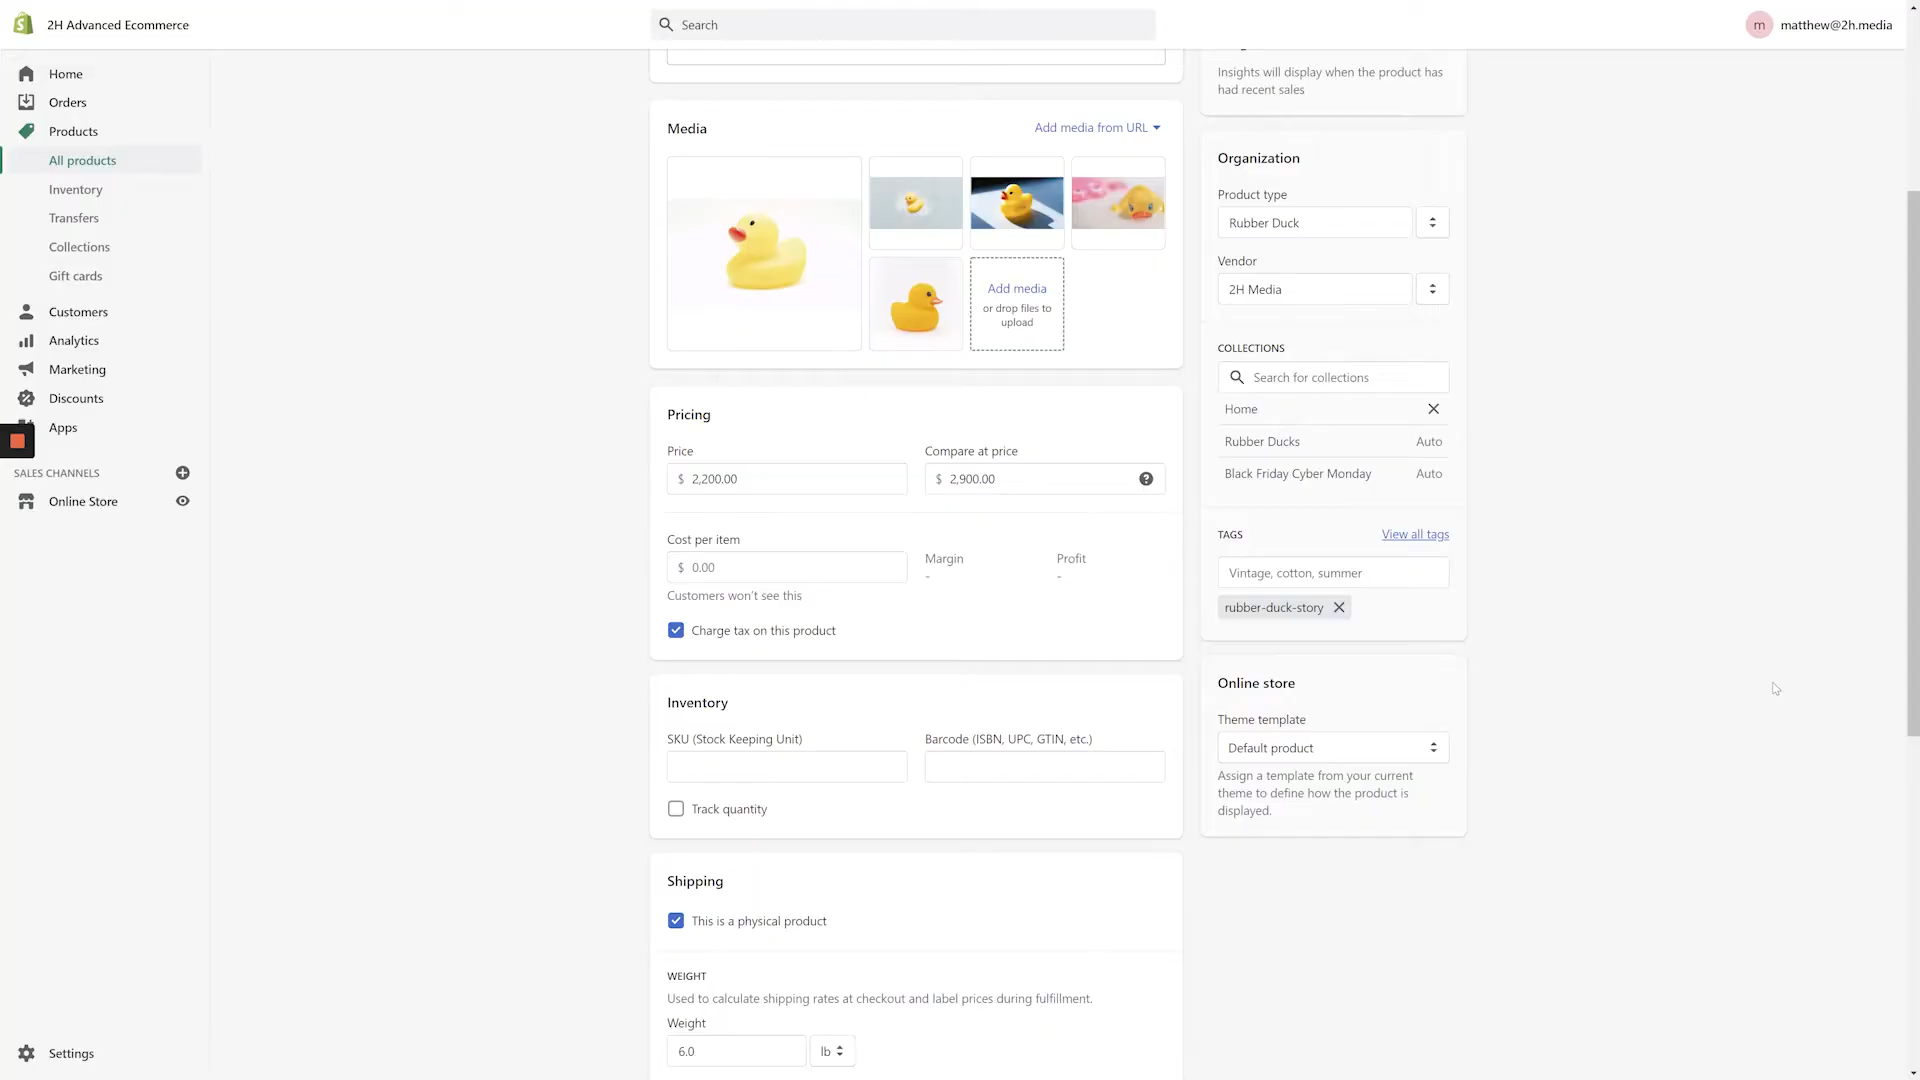 2H Advanced Ecommerce
Search
m
matthew@2h.media
Home
Orders
Products
All products
Inventory
Transfers
Collections
Gift cards
Customers
Analytics
Marketing
Discounts
Apps
SALES CHANNELS
Online Store
Settings
Media
Add media from URL
Add media
or drop files to
upload
Pricing
Price
Compare at price
$ 2,200.00
$ 2,900.00
Cost per item
$ 0.00
Margin
-
Profit
-
Customers won't see this
Charge tax on this product
Inventory
SKU (Stock Keeping Unit)
Barcode (ISBN, UPC, GTIN, etc.)
Track quantity
Shipping
This is a physical product
WEIGHT
Used to calculate shipping rates at checkout and label prices during fulfillment.
Weight
6.0
lb
Insights will display when the product has
had recent sales
Organization
Product type
Rubber Duck
Vendor
2H Media
COLLECTIONS
Search for collections
Home
Rubber Ducks Auto
Black Friday Cyber Monday Auto
TAGS
View all tags
Vintage, cotton, summer
rubber-duck-story
Online store
Theme template
Default product
Assign a template from your current
theme to define how the product is
displayed.